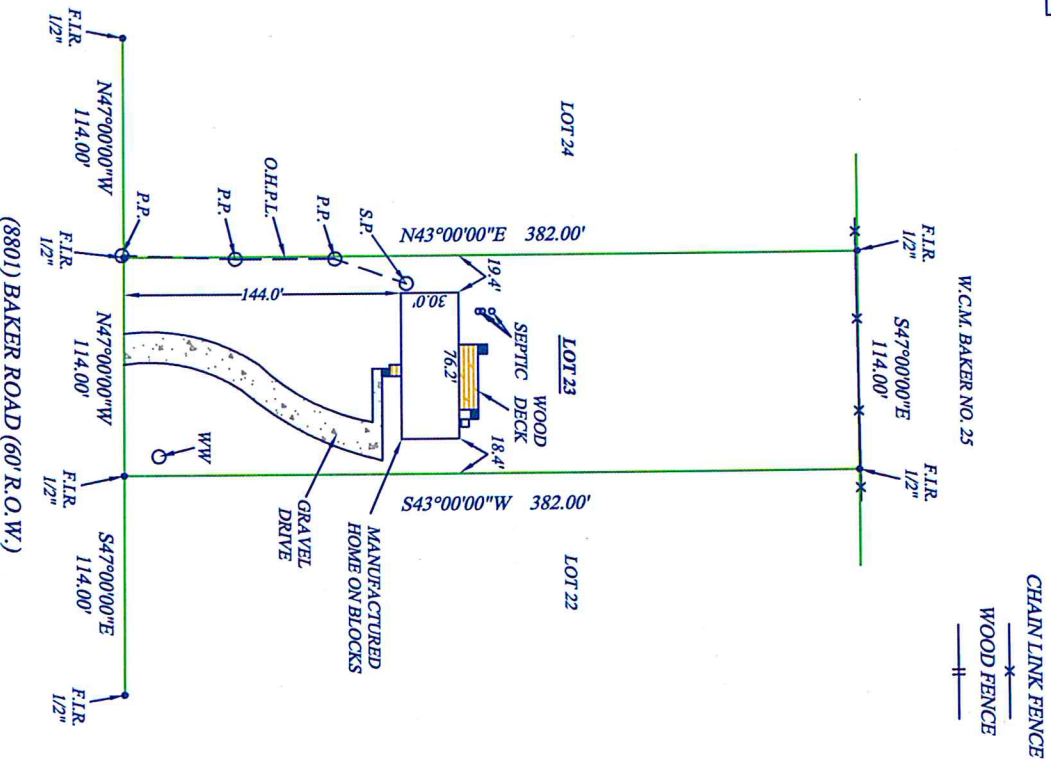 CHAIN LINK FENCE
WOOD FENCE
W.C.M. BAKER NO. 25
F.I.R.
1/2"
S47°00'00"E
114.00'
F.I.R.
1/2"
LOT 24
N43°00'00"E 382.00'
LOT 23
LOT 22
S43°00'00"W 382.00'
19.4'
18.4'
SEPTIC
WOOD
DECK
76.2'
30.0'
S.P.
P.P.
O.H.P.L.
P.P.
P.P.
144.0'
MANUFACTURED
HOME ON BLOCKS
GRAVEL
DRIVE
WW
F.I.R.
1/2"
N47°00'00"W
114.00'
F.I.R.
1/2"
N47°00'00"W
114.00'
F.I.R.
1/2"
S47°00'00"E
114.00'
F.I.R.
1/2"
(8801) BAKER ROAD (60' R.O.W.)